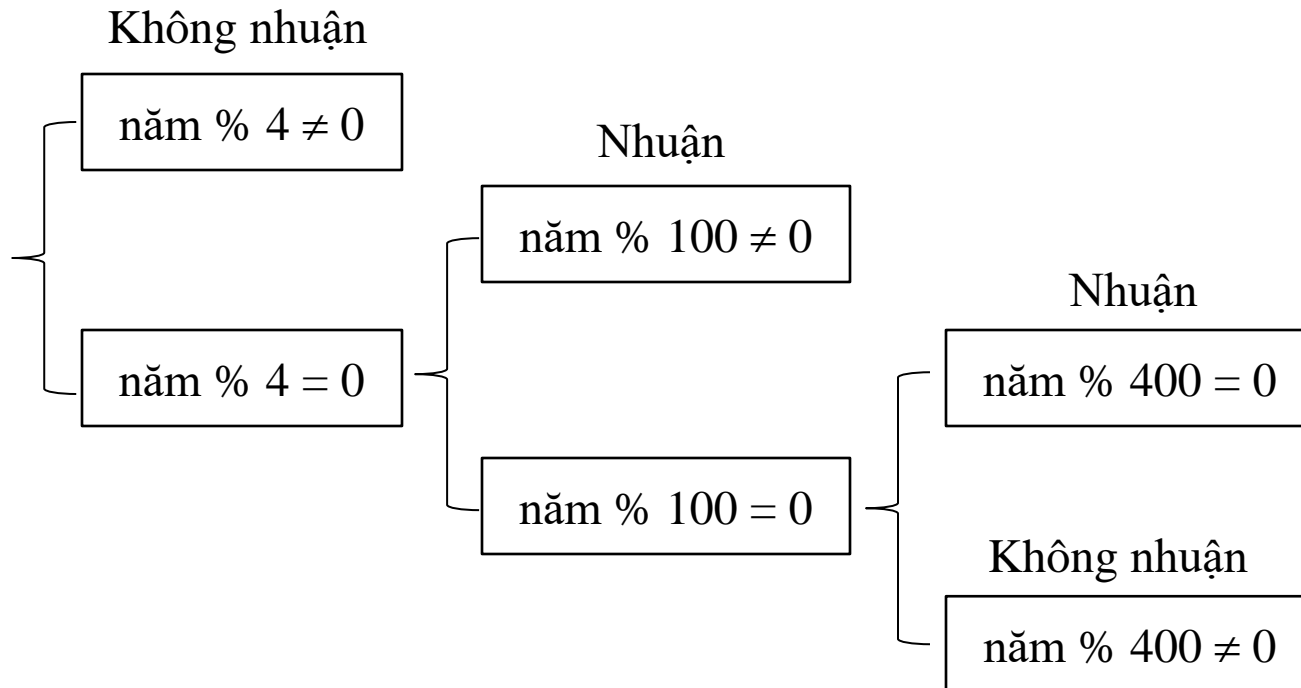 Không nhuận
năm % 4 ≠ 0
Nhuận
năm % 100 ≠ 0
Nhuận
năm % 4 = 0
năm % 400 = 0
năm % 100 = 0
Không nhuận
năm % 400 ≠ 0